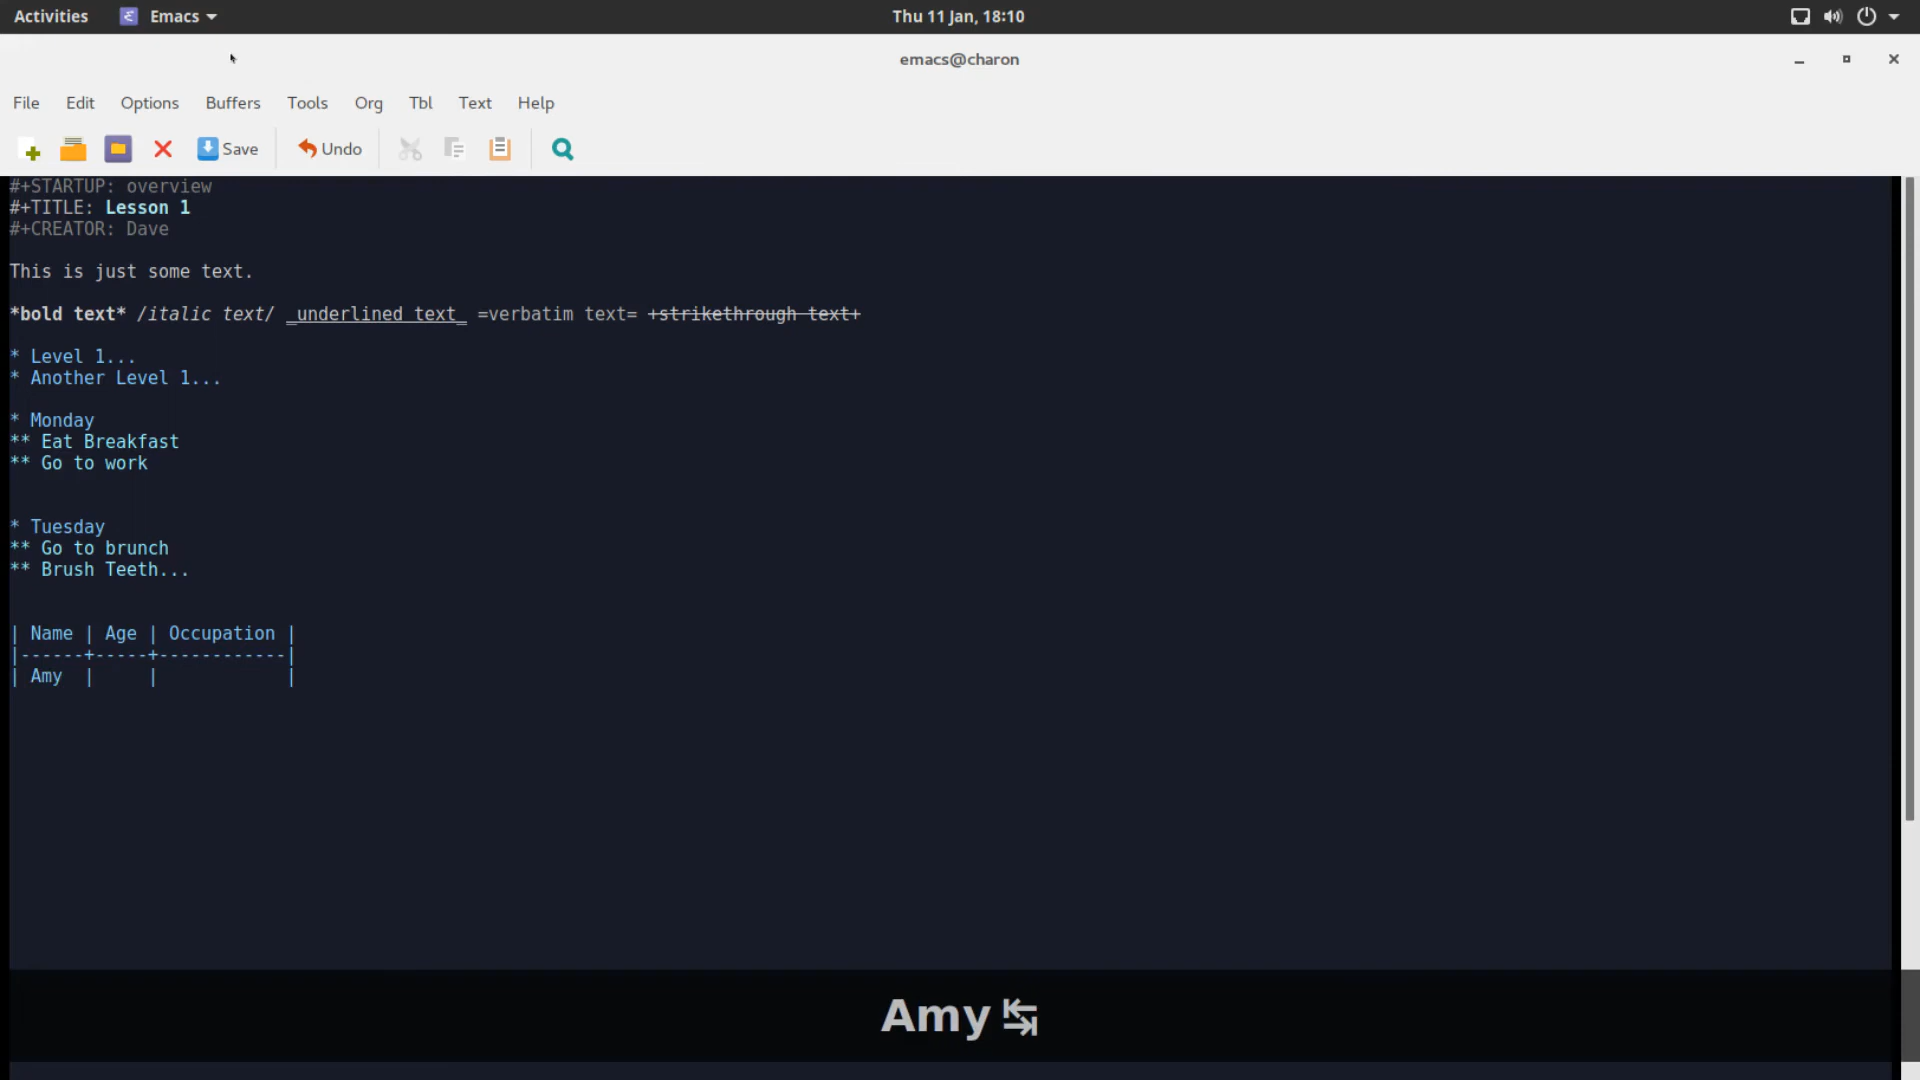 Activities Emacs Thu 11 Jan, 18:10
emacs@charon
File Edit Options Buffers Tools Org Tbl Text Help
Save Undo
#+STARTUP: overview
#+TITLE: Lesson 1
#+CREATOR: Dave
This is just some text.
*bold text* /italic text/ _underlined text_ =verbatim text= +strikethrough text+
* Level 1...
* Another Level 1...
* Monday
** Eat Breakfast
** Go to work
* Tuesday
** Go to brunch
** Brush Teeth...
| Name | Age | Occupation |
|------+-----+------------|
| Amy  |     |            |
Amy ↹